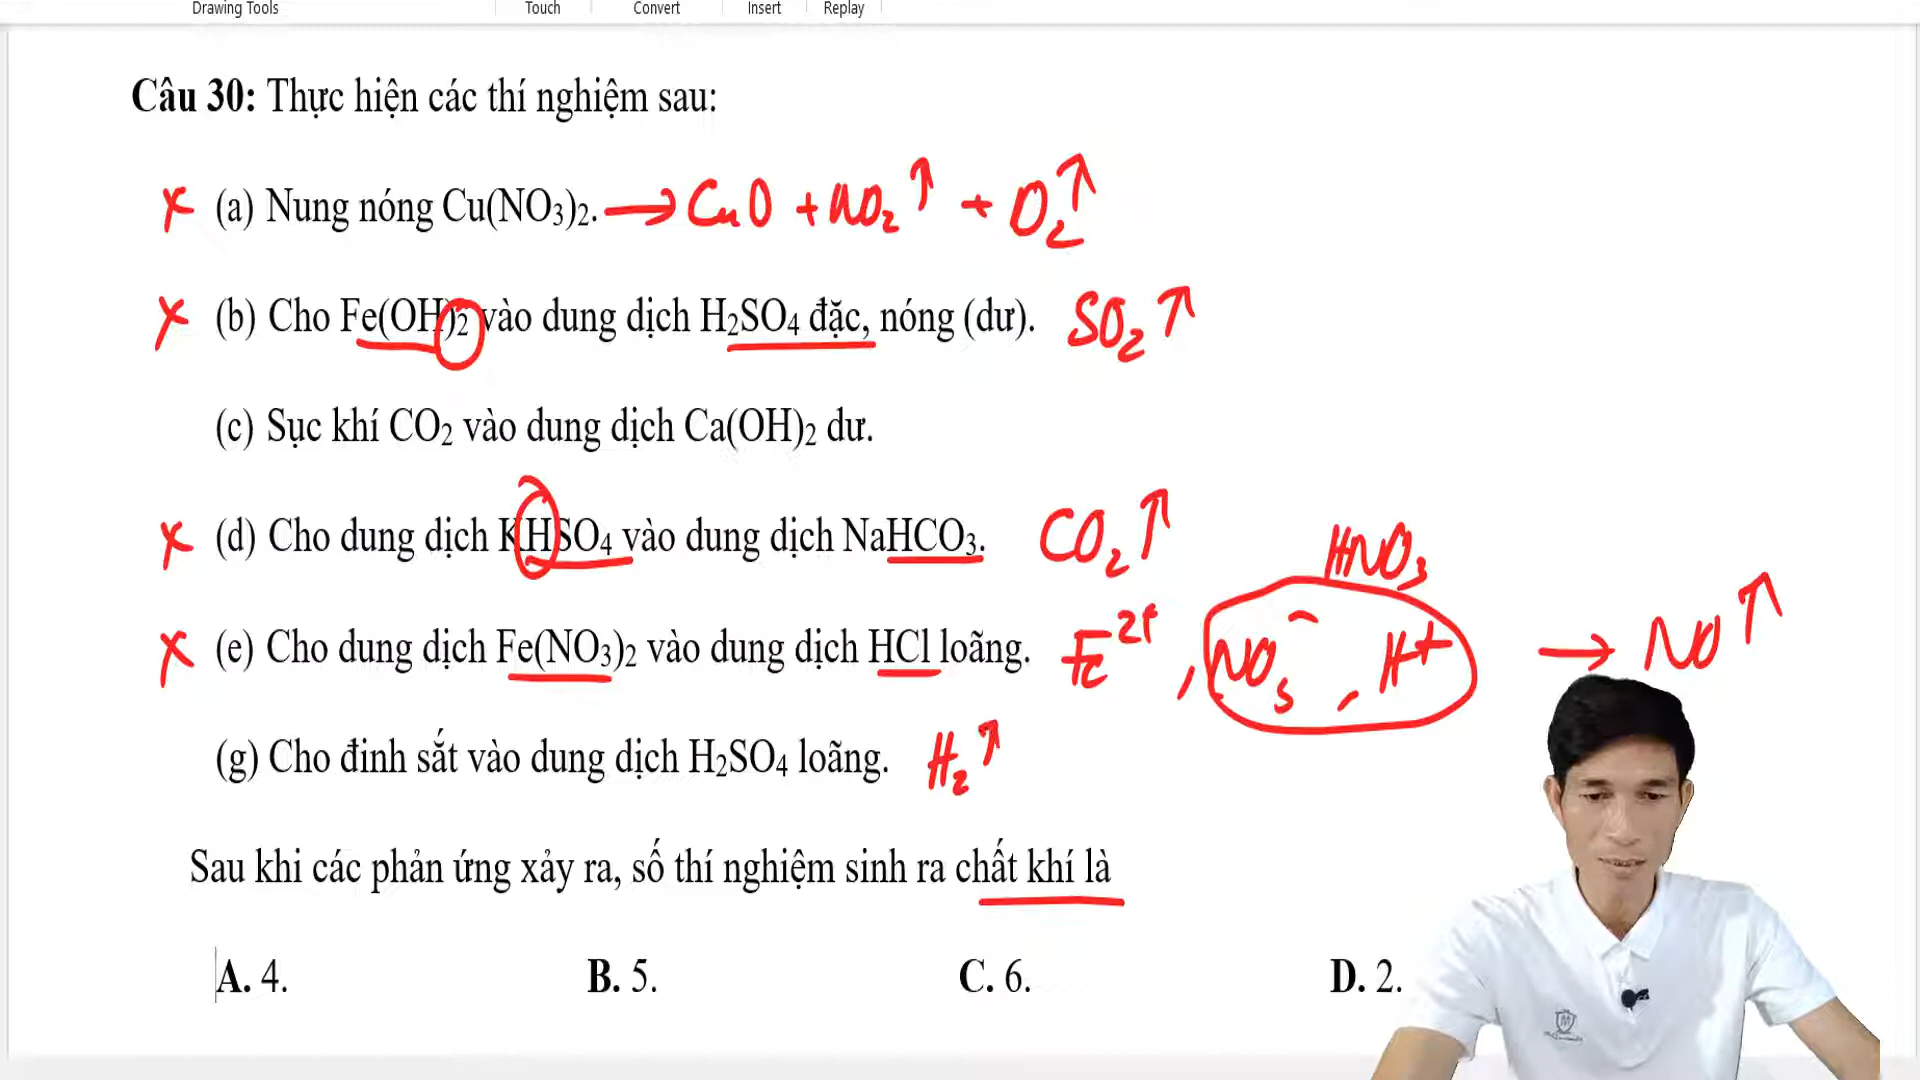 Drawing Tools Touch Convert Insert Replay
Câu 30: Thực hiện các thí nghiệm sau:
x (a) Nung nóng Cu(NO3)2. → CuO + NO2 ↑ + O2 ↑
x (b) Cho Fe(OH)2 vào dung dịch H2SO4 đặc, nóng (dư). SO2 ↑
(c) Sục khí CO2 vào dung dịch Ca(OH)2 dư.
x (d) Cho dung dịch KHSO4 vào dung dịch NaHCO3. CO2 ↑
HNO3
x (e) Cho dung dịch Fe(NO3)2 vào dung dịch HCl loãng. Fe2+, NO3-, H+ → NO ↑
(g) Cho đinh sắt vào dung dịch H2SO4 loãng. H2 ↑
Sau khi các phản ứng xảy ra, số thí nghiệm sinh ra chất khí là
A. 4. B. 5. C. 6. D. 2.